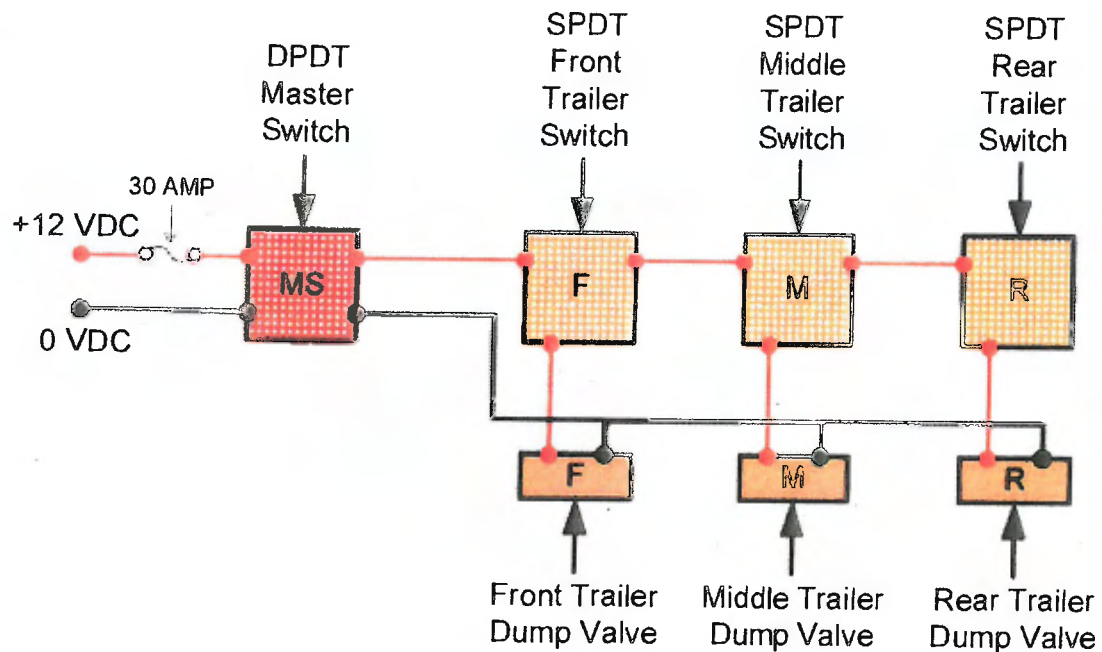 DPDT
Master
Switch
SPDT
Front
Trailer
Switch
SPDT
Middle
Trailer
Switch
SPDT
Rear
Trailer
Switch
30 AMP
+12 VDC
0 VDC
MS
F
M
R
F
M
R
Front Trailer
Dump Valve
Middle Trailer
Dump Valve
Rear Trailer
Dump Valve